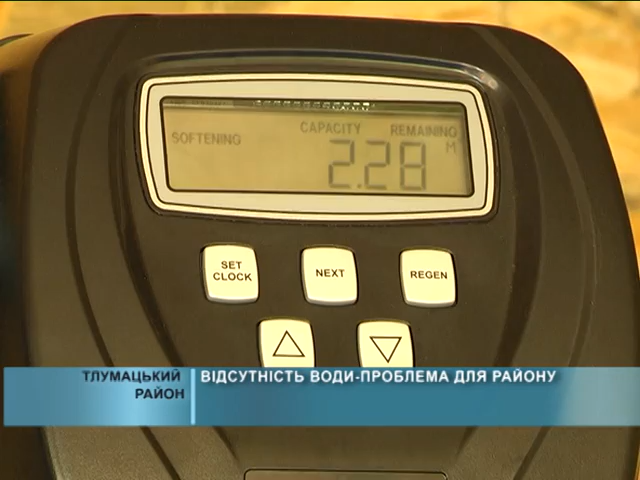 CAPACITY REMAINING
SOFTENING
2.28 M
SET CLOCK
NEXT
REGEN
ТЛУМАЦЬКИЙ РАЙОН
ВІДСУТНІСТЬ ВОДИ-ПРОБЛЕМА ДЛЯ РАЙОНУ